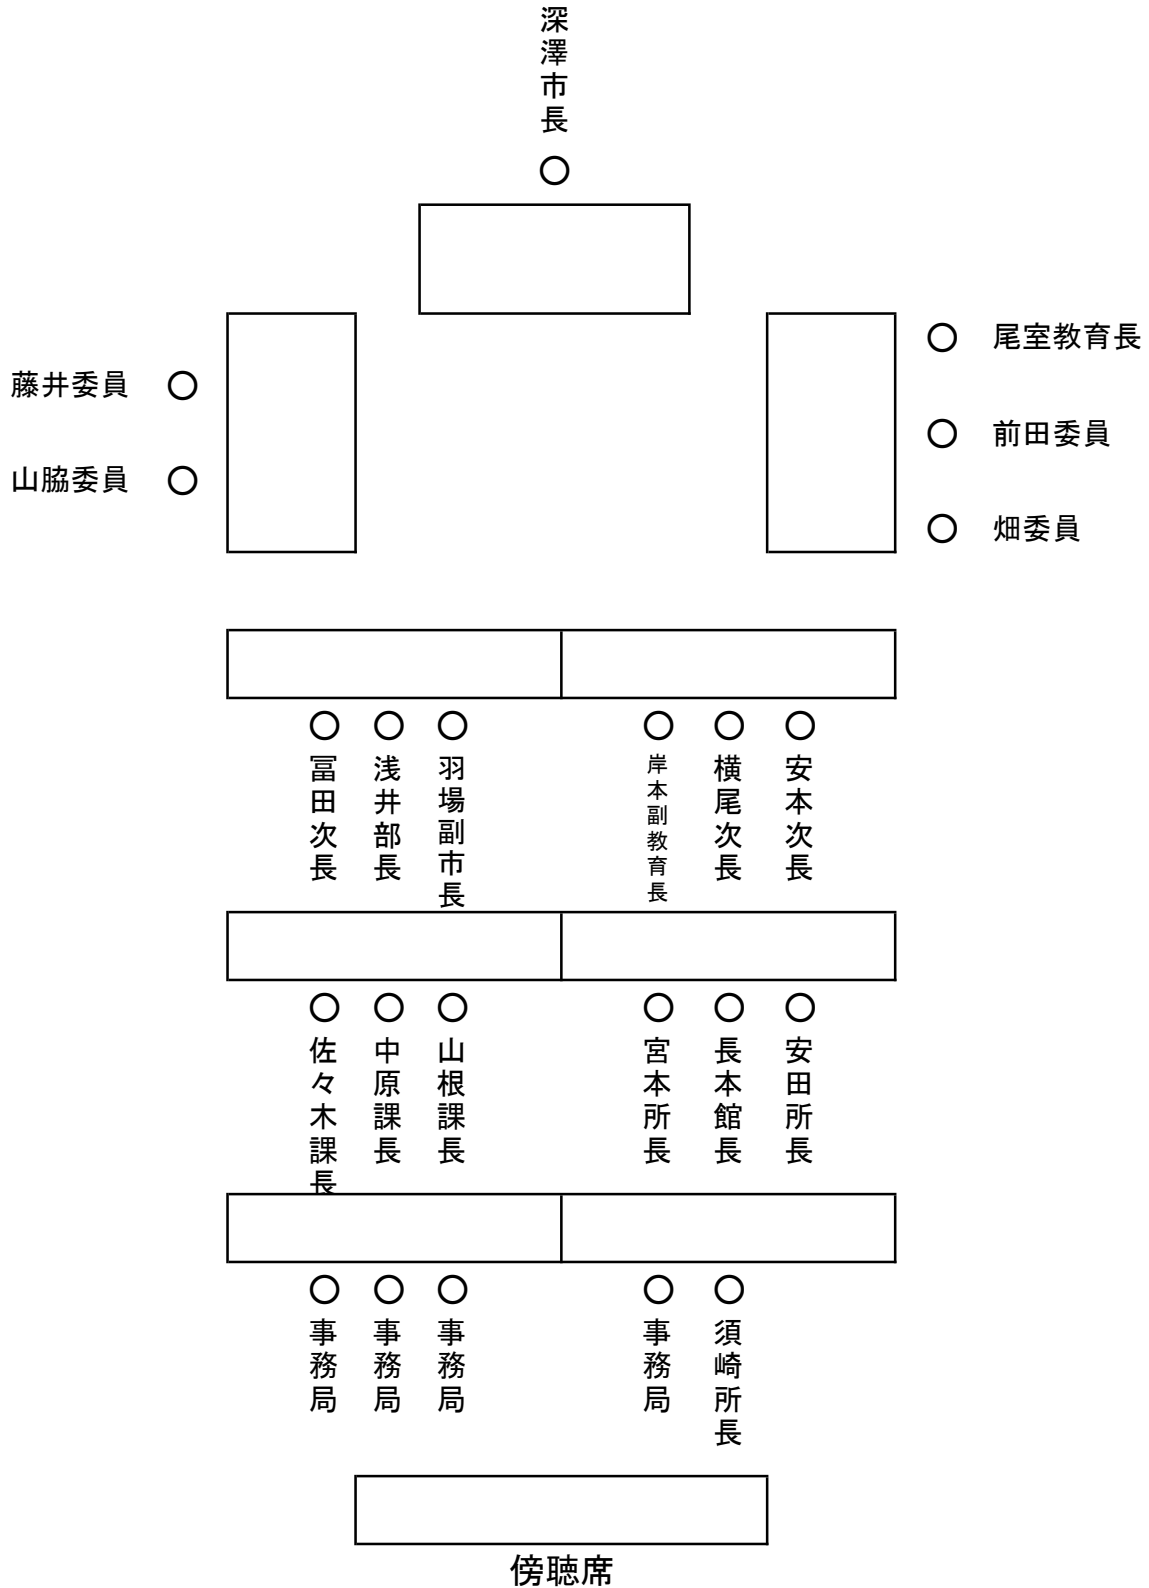 深澤市長
尾室教育長
藤井委員
前田委員
山脇委員
畑委員
冨田次長
浅井部長
羽場副市長
岸本副教育長
横尾次長
安本次長
佐々木課長
中原課長
山根課長
宮本所長
長本館長
安田所長
事務局
事務局
事務局
事務局
須崎所長
傍聴席